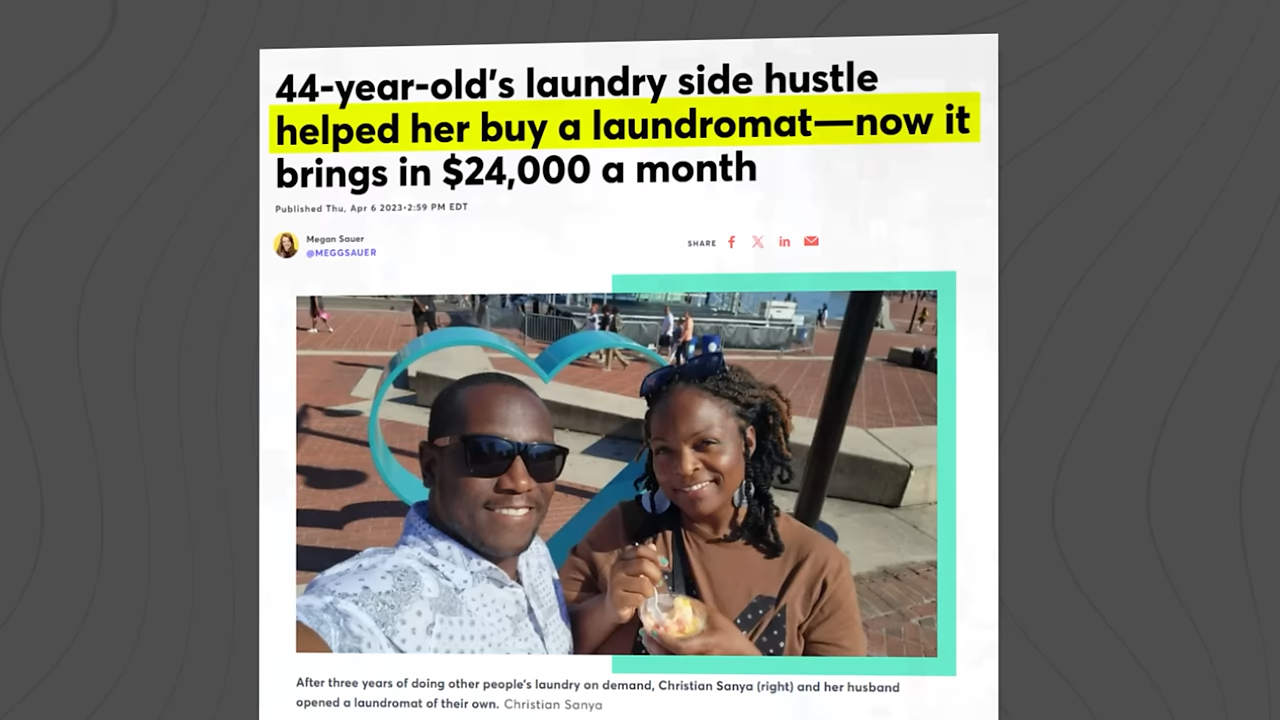 44-year-old's laundry side hustle
helped her buy a laundromat—now it
brings in $24,000 a month
Published Thu, Apr 6 2023•2:59 PM EDT
Megan Sauer
@MEGGSAUER
SHARE
After three years of doing other people's laundry on demand, Christian Sanya (right) and her husband
opened a laundromat of their own. Christian Sanya